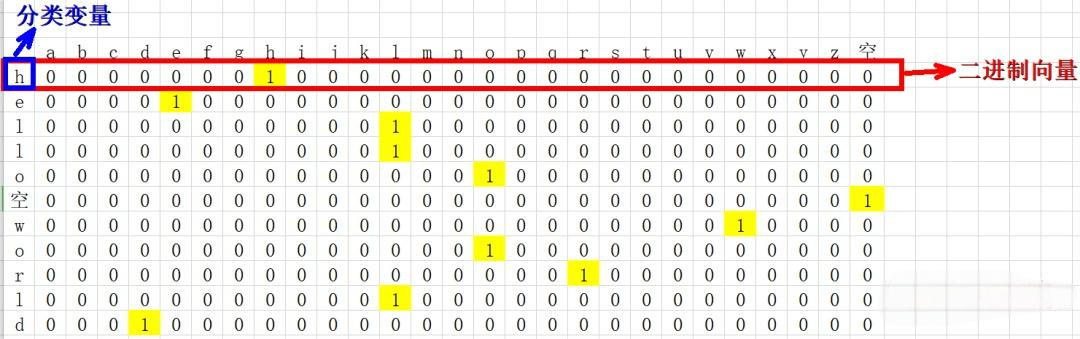 分类变量
a b c d e f g h i j k l m n o p q r s t u v w x y z 空
h 0 0 0 0 0 0 0 1 0 0 0 0 0 0 0 0 0 0 0 0 0 0 0 0 0 0 0 二进制向量
e 0 0 0 0 1 0 0 0 0 0 0 0 0 0 0 0 0 0 0 0 0 0 0 0 0 0 0
l 0 0 0 0 0 0 0 0 0 0 0 1 0 0 0 0 0 0 0 0 0 0 0 0 0 0 0
l 0 0 0 0 0 0 0 0 0 0 0 1 0 0 0 0 0 0 0 0 0 0 0 0 0 0 0
o 0 0 0 0 0 0 0 0 0 0 0 0 0 0 1 0 0 0 0 0 0 0 0 0 0 0 0
空 0 0 0 0 0 0 0 0 0 0 0 0 0 0 0 0 0 0 0 0 0 0 0 0 0 0 1
w 0 0 0 0 0 0 0 0 0 0 0 0 0 0 0 0 0 0 0 0 0 0 1 0 0 0 0
o 0 0 0 0 0 0 0 0 0 0 0 0 0 0 1 0 0 0 0 0 0 0 0 0 0 0 0
r 0 0 0 0 0 0 0 0 0 0 0 0 0 0 0 0 0 1 0 0 0 0 0 0 0 0 0
l 0 0 0 0 0 0 0 0 0 0 0 1 0 0 0 0 0 0 0 0 0 0 0 0 0 0 0
d 0 0 0 1 0 0 0 0 0 0 0 0 0 0 0 0 0 0 0 0 0 0 0 0 0 0 0